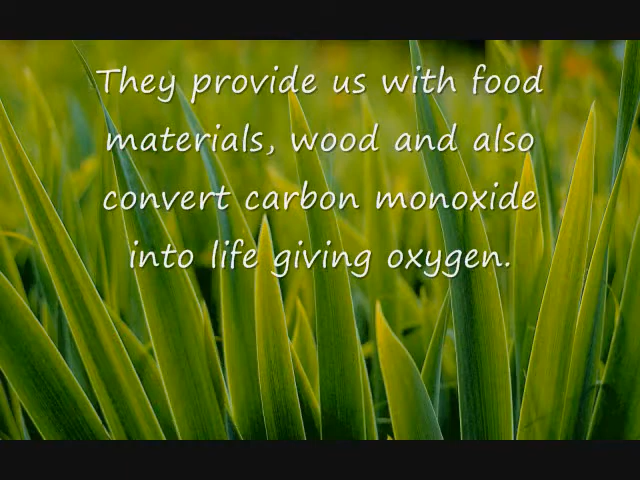 They provide us with food
materials, wood and also
convert carbon monoxide
into life giving oxygen.